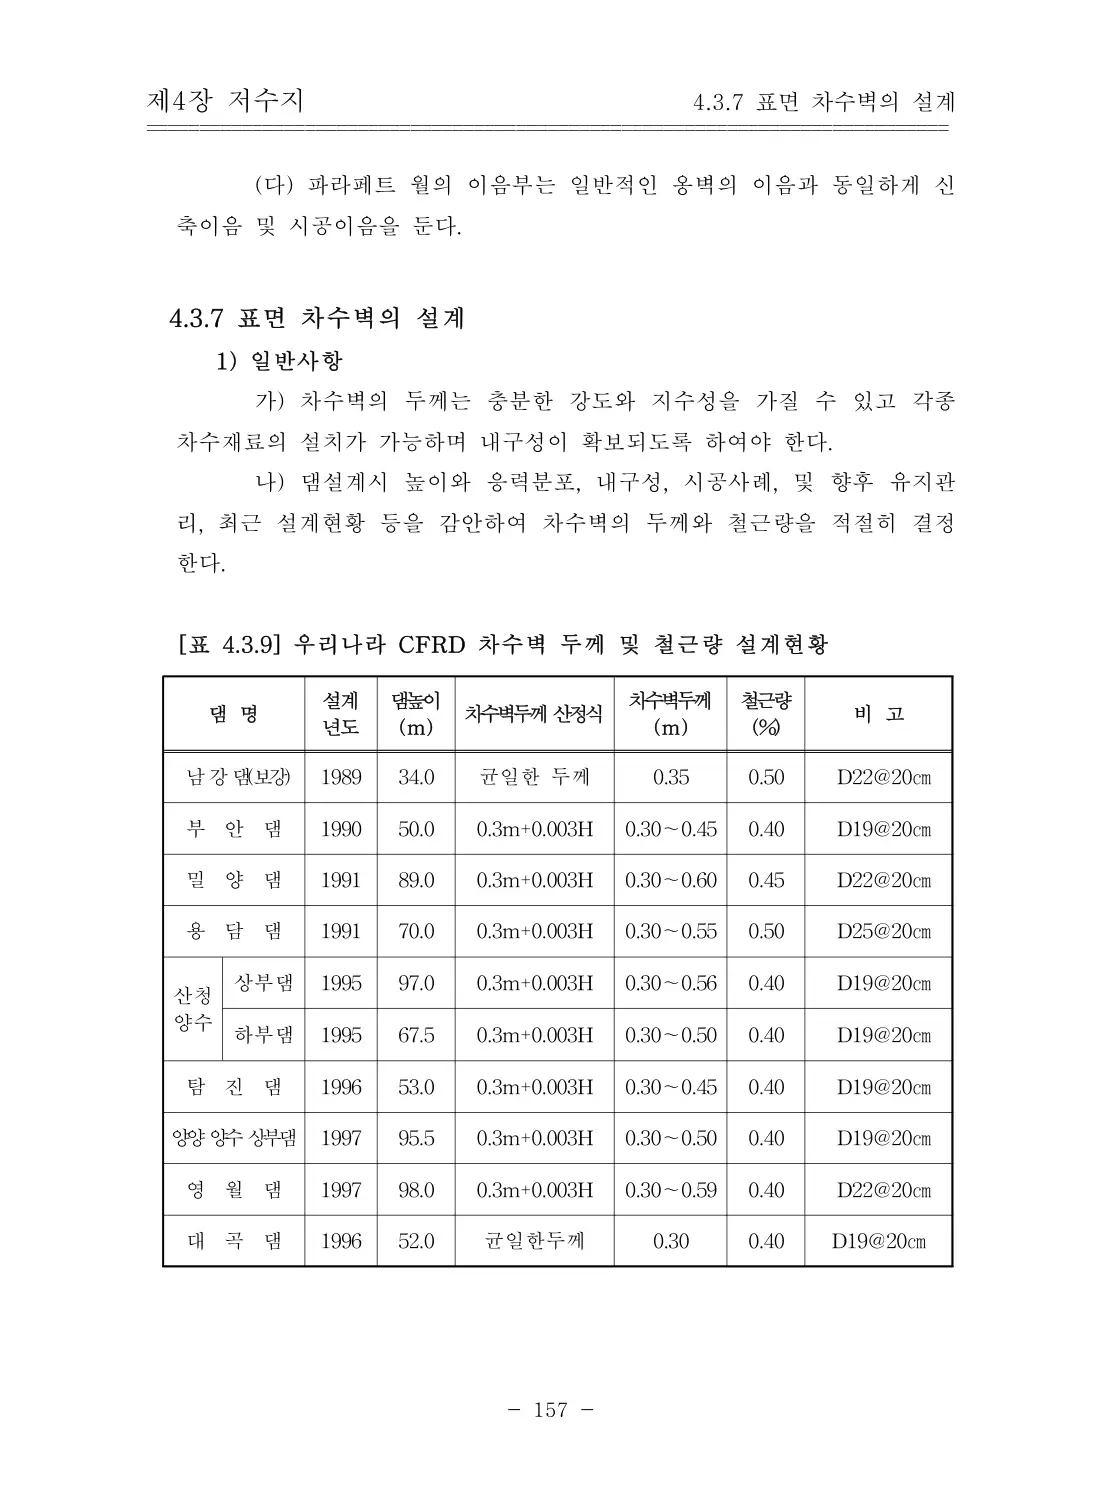 제4장 저수지 4.3.7 표면 차수벽의 설계
(다) 파라페트 월의 이음부는 일반적인 옹벽의 이음과 동일하게 신
축이음 및 시공이음을 둔다.
4.3.7 표면 차수벽의 설계
1) 일반사항
가) 차수벽의 두께는 충분한 강도와 지수성을 가질 수 있고 각종
차수재료의 설치가 가능하며 내구성이 확보되도록 하여야 한다.
나) 댐설계시 높이와 응력분포, 내구성, 시공사례, 및 향후 유지관
리, 최근 설계현황 등을 감안하여 차수벽의 두께와 철근량을 적절히 결정
한다.
[표 4.3.9] 우리나라 CFRD 차수벽 두께 및 철근량 설계현황
댐 명 설계 년도 댐높이 (m) 차수벽두께 산정식 차수벽두께 (m) 철근량 (%) 비 고
남강댐(보강) 1989 34.0 균일한 두께 0.35 0.50 D22@20㎝
부 안 댐 1990 50.0 0.3m+0.003H 0.30~0.45 0.40 D19@20㎝
밀 양 댐 1991 89.0 0.3m+0.003H 0.30~0.60 0.45 D22@20㎝
용 담 댐 1991 70.0 0.3m+0.003H 0.30~0.55 0.50 D25@20㎝
산청 양수 상부댐 1995 97.0 0.3m+0.003H 0.30~0.56 0.40 D19@20㎝
하부댐 1995 67.5 0.3m+0.003H 0.30~0.50 0.40 D19@20㎝
탐 진 댐 1996 53.0 0.3m+0.003H 0.30~0.45 0.40 D19@20㎝
양양 양수 상부댐 1997 95.5 0.3m+0.003H 0.30~0.50 0.40 D19@20㎝
영 월 댐 1997 98.0 0.3m+0.003H 0.30~0.59 0.40 D22@20㎝
대 곡 댐 1996 52.0 균일한두께 0.30 0.40 D19@20㎝
- 157 -